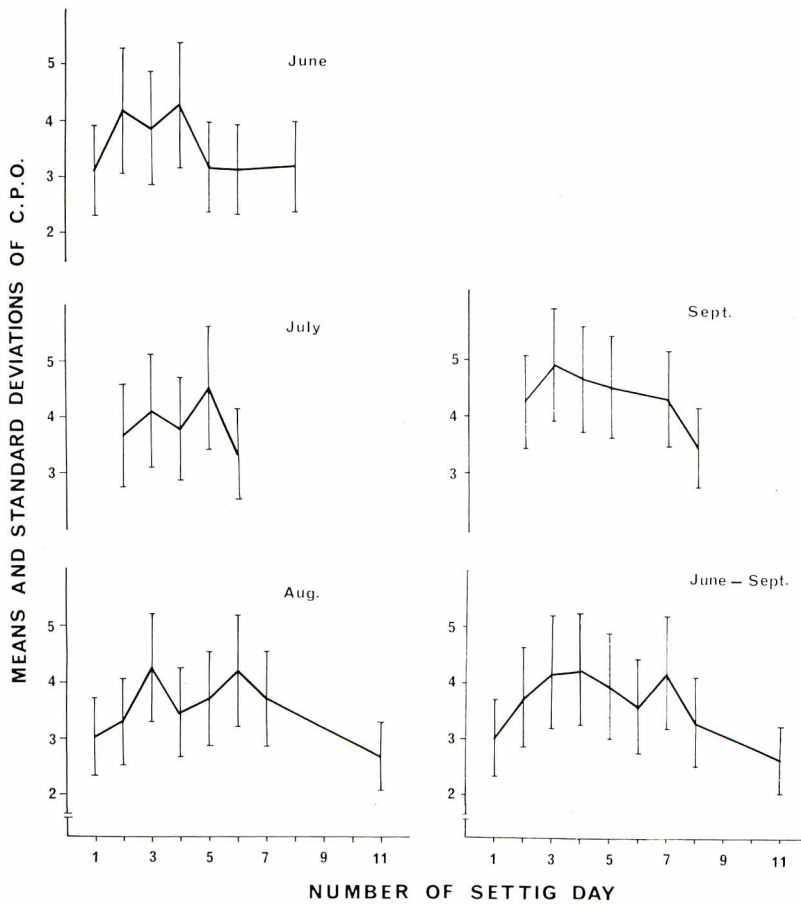 MEANS AND STANDARD DEVIATIONS OF C.P.O.
June
5
4
3
2
July
5
4
3
Sept.
5
4
3
Aug.
5
4
3
2
1 3 5 7 9 11
June – Sept.
5
4
3
2
1 3 5 7 9 11
NUMBER OF SETTIG DAY